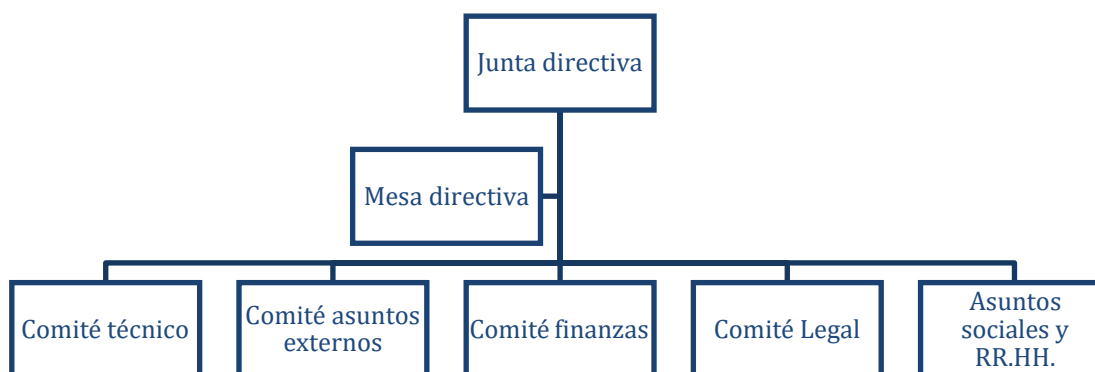 Junta directiva
Mesa directiva
Comité técnico
Comité asuntos
externos
Comité finanzas
Comité Legal
Asuntos
sociales y
RR.HH.